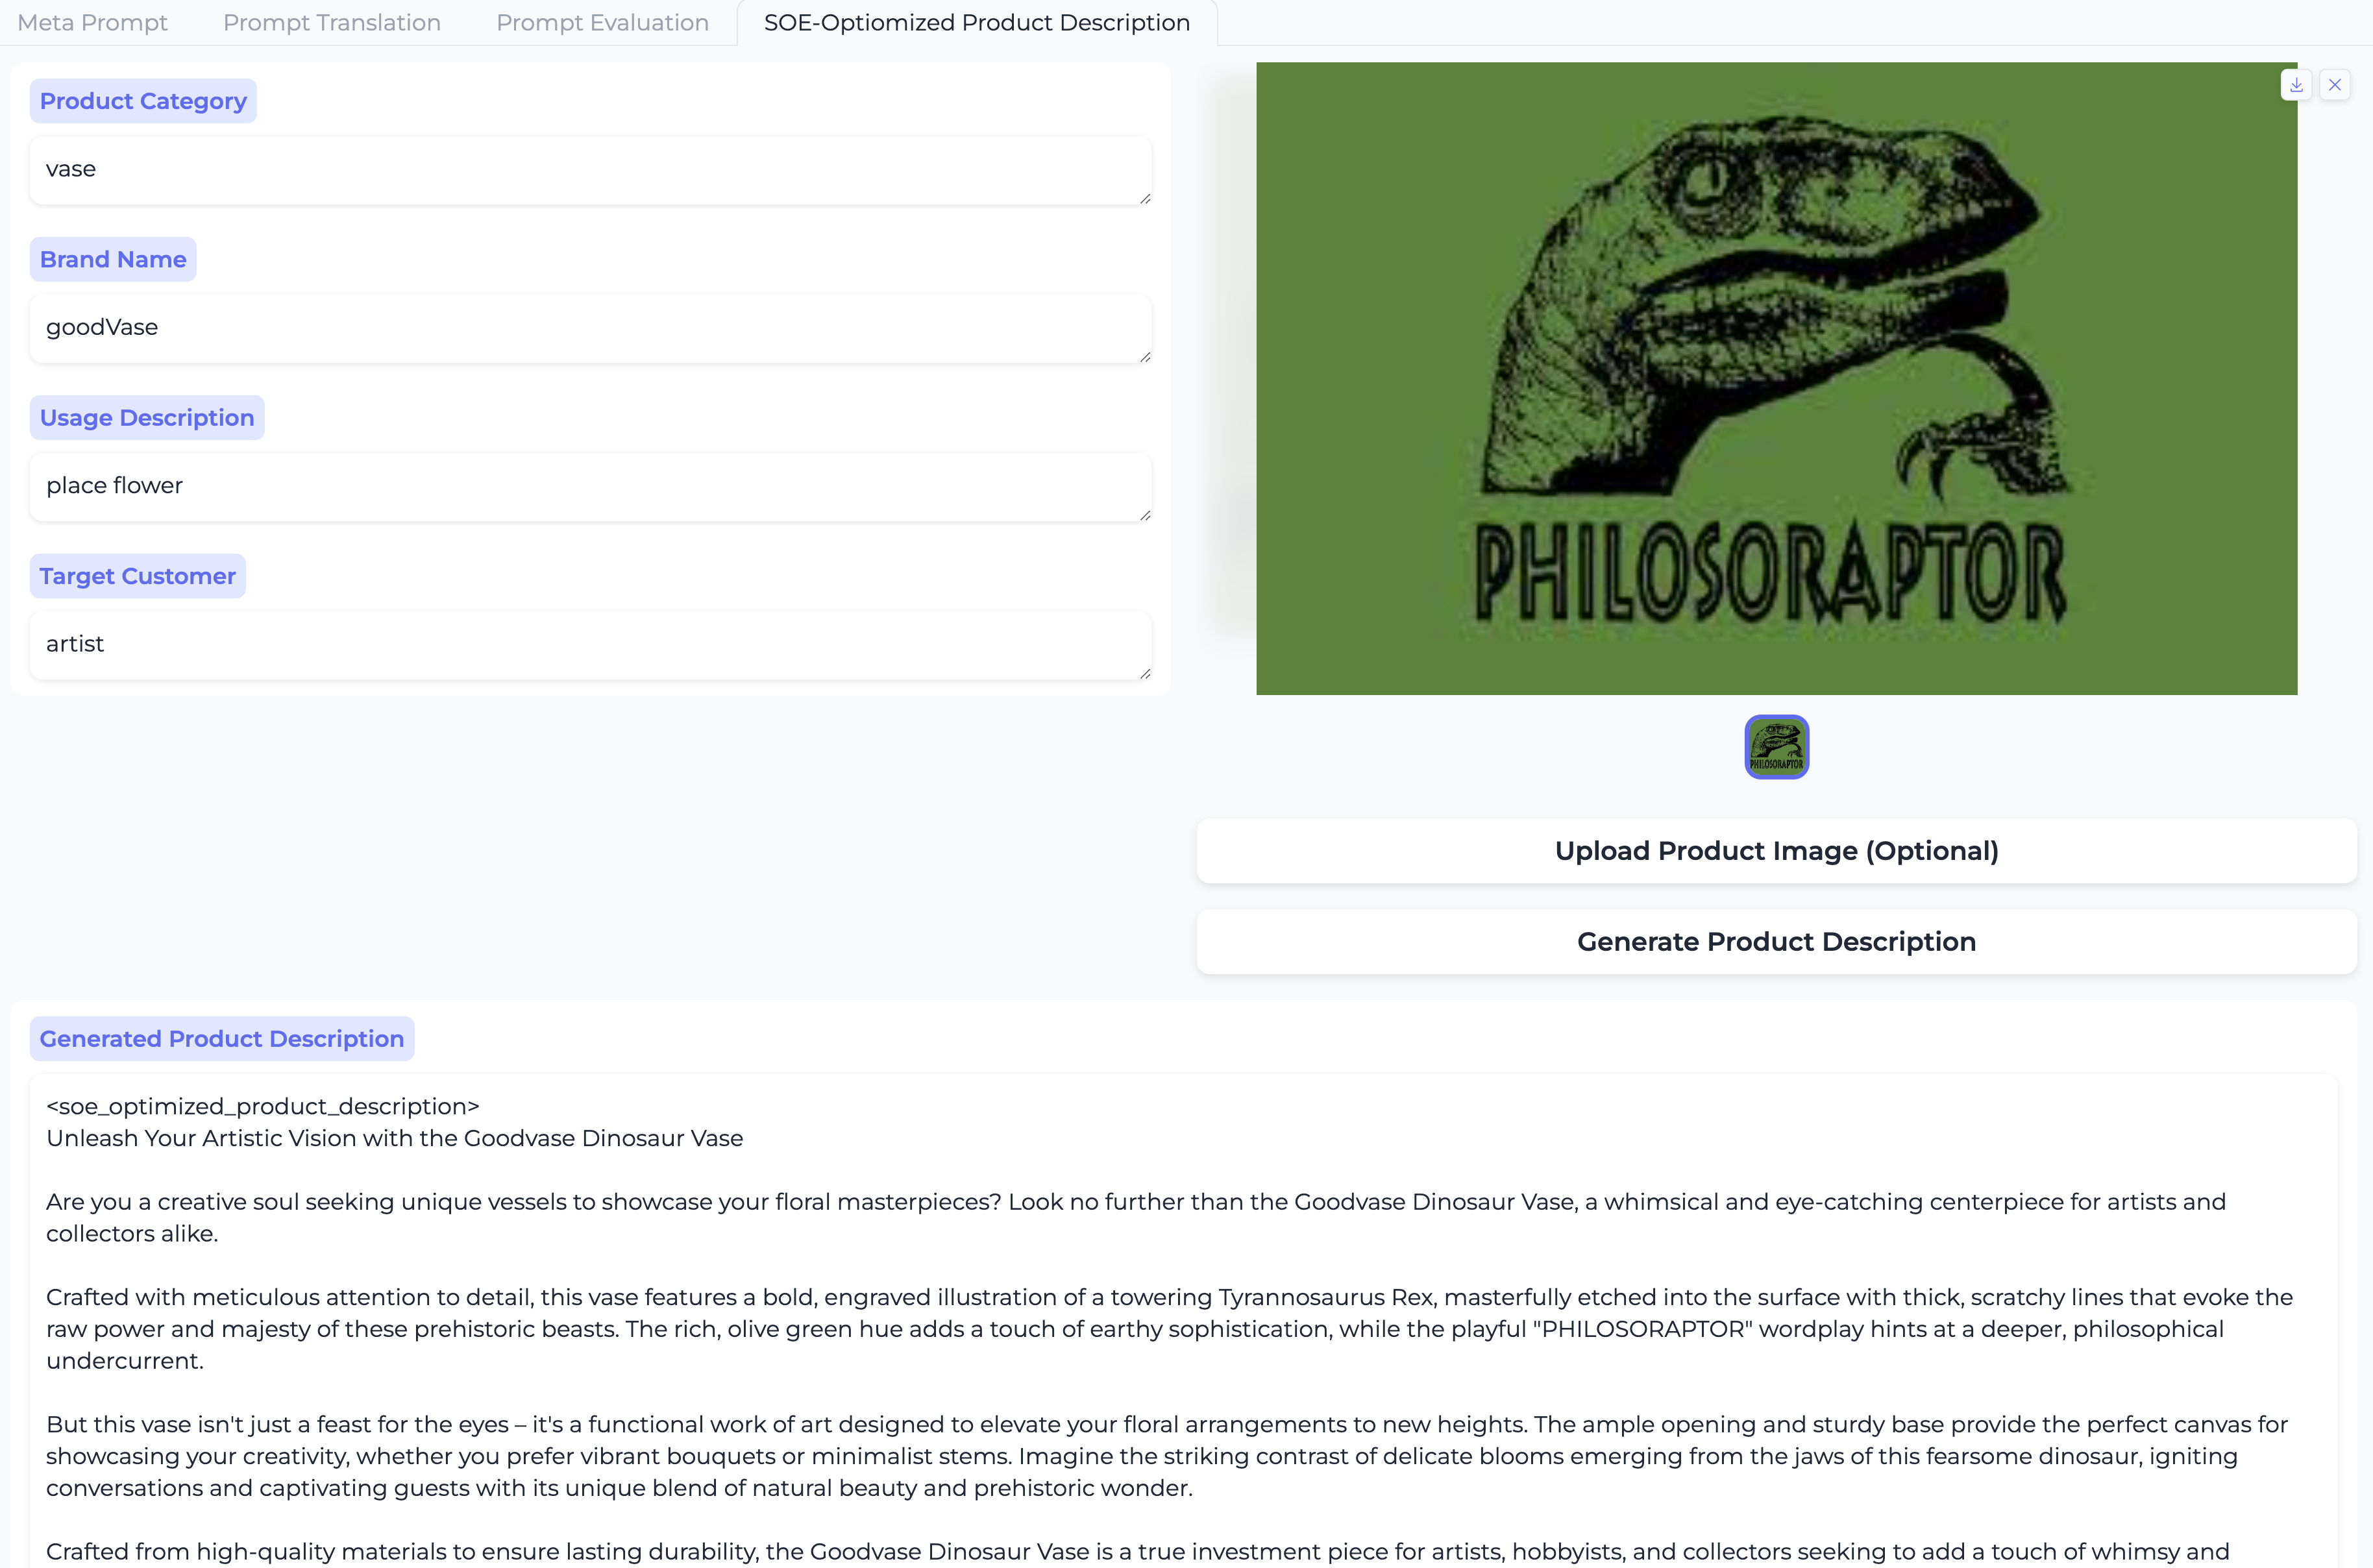 Meta Prompt
Prompt Translation
Prompt Evaluation
SOE-Optiomized Product Description
Product Category
vase
Brand Name
goodVase
Usage Description
place flower
Target Customer
artist
PHILOSORAPTOR
PHILOSORAPTOR
Upload Product Image (Optional)
Generate Product Description
Generated Product Description
<soe_optimized_product_description>
Unleash Your Artistic Vision with the Goodvase Dinosaur Vase
Are you a creative soul seeking unique vessels to showcase your floral masterpieces? Look no further than the Goodvase Dinosaur Vase, a whimsical and eye-catching centerpiece for artists and
collectors alike.
Crafted with meticulous attention to detail, this vase features a bold, engraved illustration of a towering Tyrannosaurus Rex, masterfully etched into the surface with thick, scratchy lines that evoke the
raw power and majesty of these prehistoric beasts. The rich, olive green hue adds a touch of earthy sophistication, while the playful "PHILOSORAPTOR" wordplay hints at a deeper, philosophical
undercurrent.
But this vase isn't just a feast for the eyes – it's a functional work of art designed to elevate your floral arrangements to new heights. The ample opening and sturdy base provide the perfect canvas for
showcasing your creativity, whether you prefer vibrant bouquets or minimalist stems. Imagine the striking contrast of delicate blooms emerging from the jaws of this fearsome dinosaur, igniting
conversations and captivating guests with its unique blend of natural beauty and prehistoric wonder.
Crafted from high-quality materials to ensure lasting durability, the Goodvase Dinosaur Vase is a true investment piece for artists, hobbyists, and collectors seeking to add a touch of whimsy and